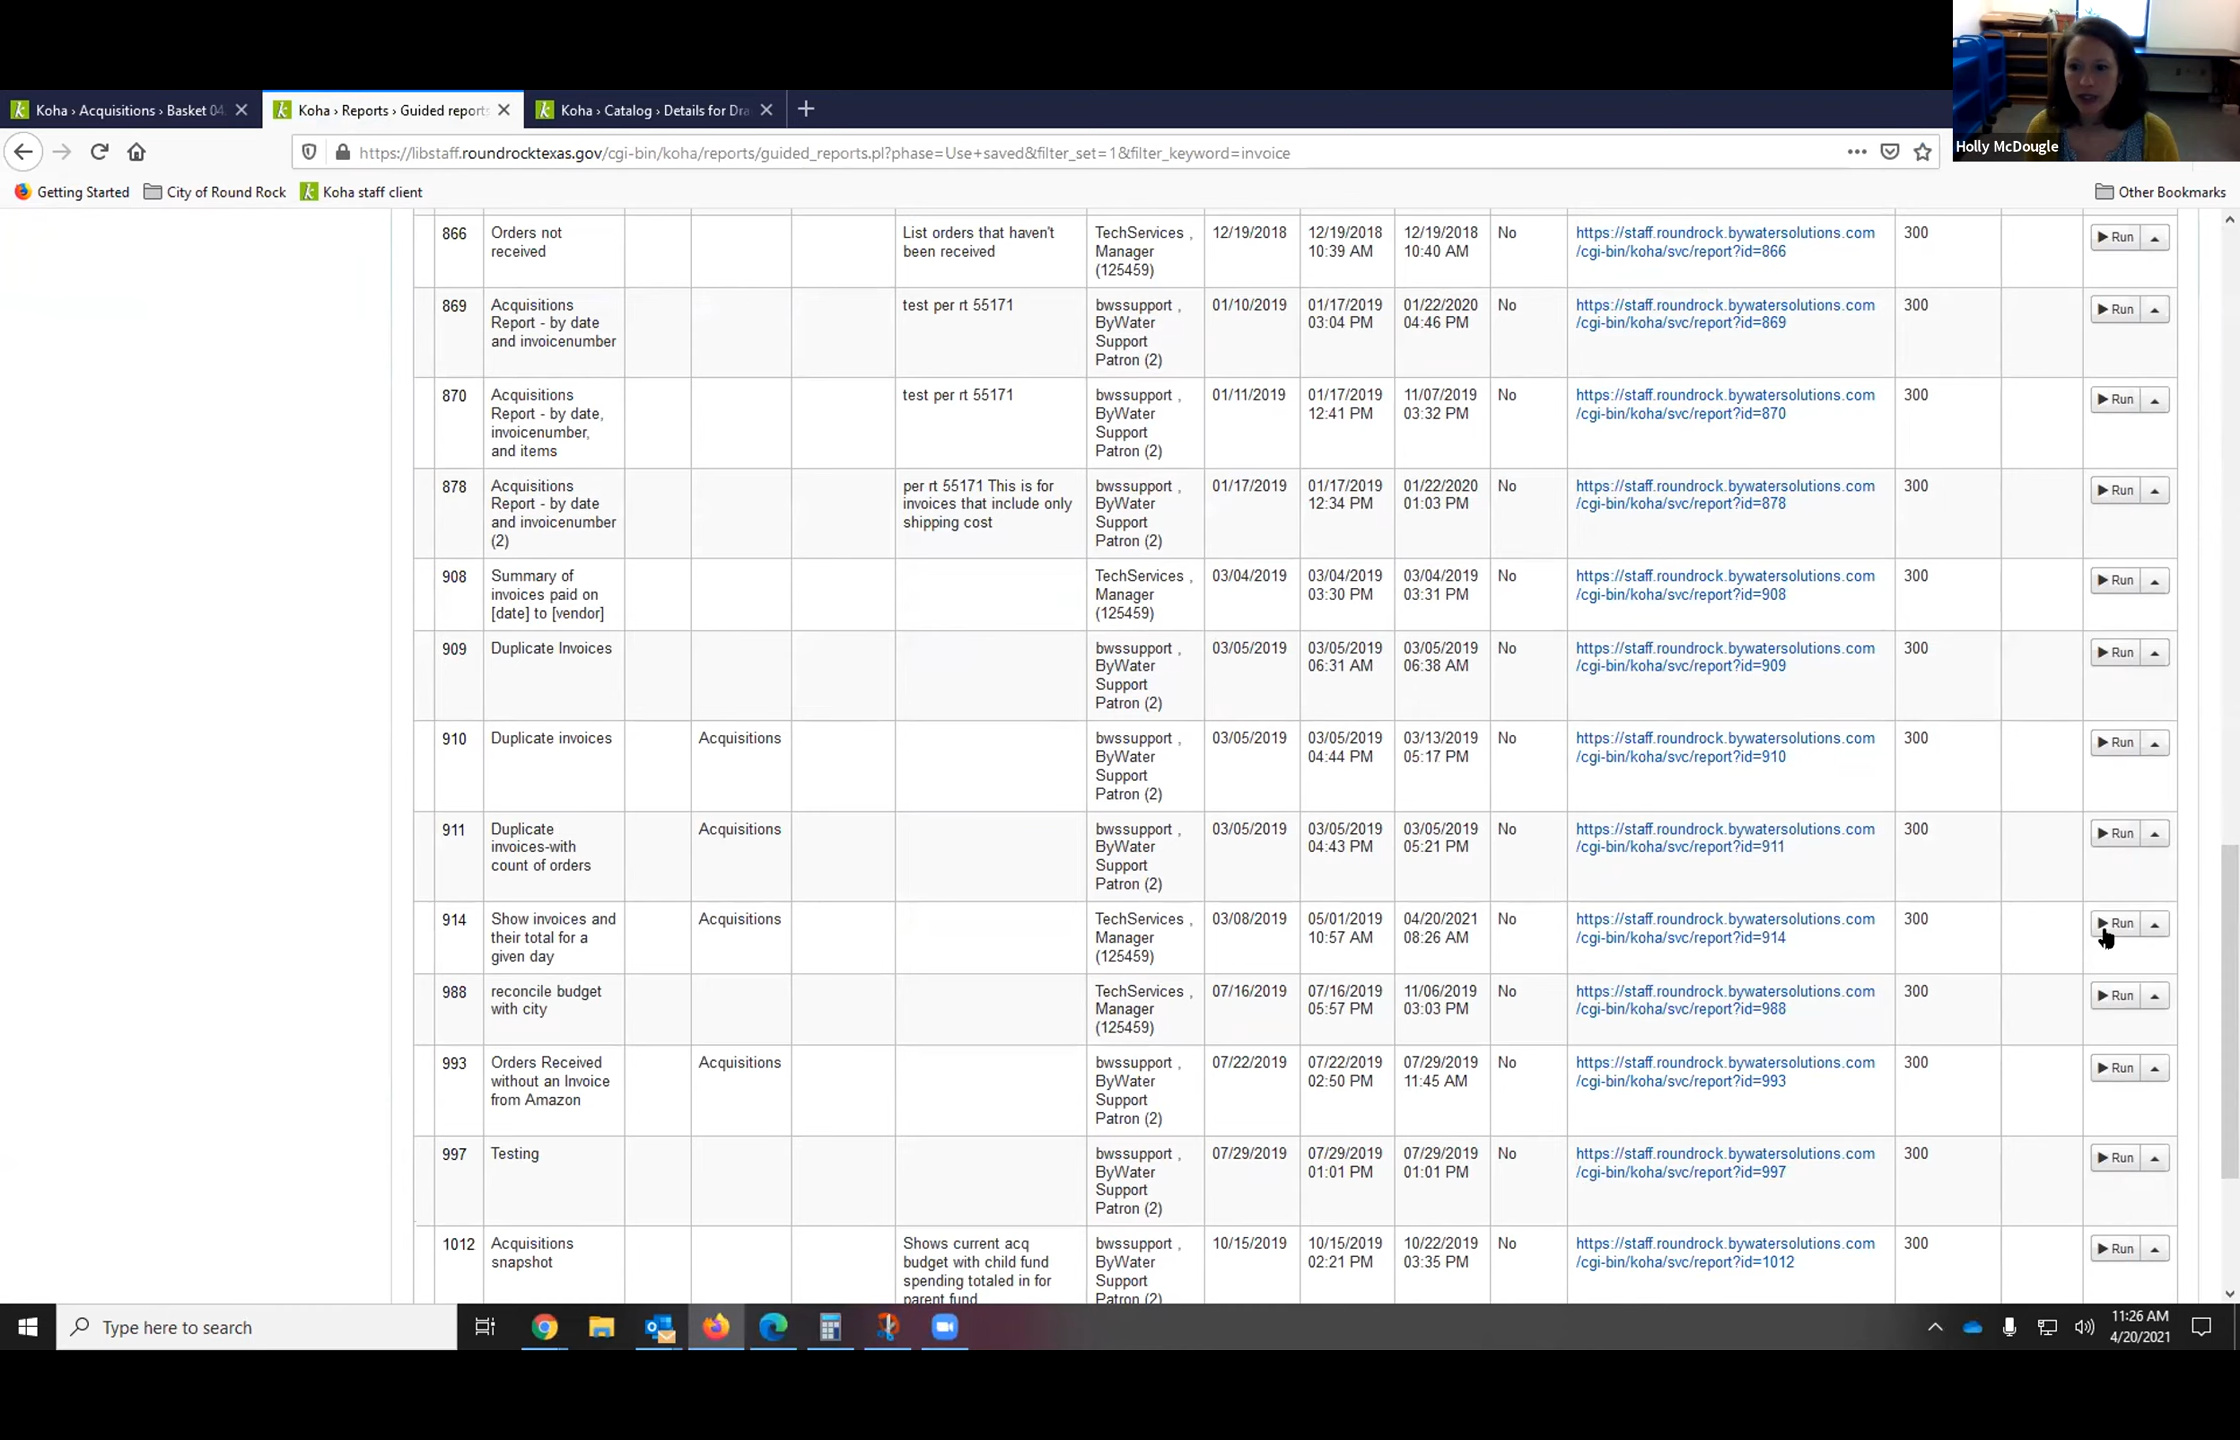 Holly McDougle
Koha › Acquisitions › Basket 04
Koha › Reports › Guided reports
Koha › Catalog › Details for Dra
https://libstaff.roundrocktexas.gov/cgi-bin/koha/reports/guided_reports.pl?phase=Use+saved&filter_set=1&filter_keyword=invoice
Getting Started
City of Round Rock
Koha staff client
Other Bookmarks
866 Orders not List orders that haven't TechServices , 12/19/2018 12/19/2018 12/19/2018 No https://staff.roundrock.bywatersolutions.com 300 Run
received been received Manager 10:39 AM 10:40 AM /cgi-bin/koha/svc/report?id=866
(125459)
869 Acquisitions test per rt 55171 bwssupport , 01/10/2019 01/17/2019 01/22/2020 No https://staff.roundrock.bywatersolutions.com 300 Run
Report - by date ByWater 03:04 PM 04:46 PM /cgi-bin/koha/svc/report?id=869
and invoicenumber Support
Patron (2)
870 Acquisitions test per rt 55171 bwssupport , 01/11/2019 01/17/2019 11/07/2019 No https://staff.roundrock.bywatersolutions.com 300 Run
Report - by date, ByWater 12:41 PM 03:32 PM /cgi-bin/koha/svc/report?id=870
invoicenumber, Support
and items Patron (2)
878 Acquisitions per rt 55171 This is for bwssupport , 01/17/2019 01/17/2019 01/22/2020 No https://staff.roundrock.bywatersolutions.com 300 Run
Report - by date invoices that include only ByWater 12:34 PM 01:03 PM /cgi-bin/koha/svc/report?id=878
and invoicenumber shipping cost Support
(2) Patron (2)
908 Summary of TechServices , 03/04/2019 03/04/2019 03/04/2019 No https://staff.roundrock.bywatersolutions.com 300 Run
invoices paid on Manager 03:30 PM 03:31 PM /cgi-bin/koha/svc/report?id=908
[date] to [vendor] (125459)
909 Duplicate Invoices bwssupport , 03/05/2019 03/05/2019 03/05/2019 No https://staff.roundrock.bywatersolutions.com 300 Run
ByWater 06:31 AM 06:38 AM /cgi-bin/koha/svc/report?id=909
Support
Patron (2)
910 Duplicate invoices Acquisitions bwssupport , 03/05/2019 03/05/2019 03/13/2019 No https://staff.roundrock.bywatersolutions.com 300 Run
ByWater 04:44 PM 05:17 PM /cgi-bin/koha/svc/report?id=910
Support
Patron (2)
911 Duplicate Acquisitions bwssupport , 03/05/2019 03/05/2019 03/05/2019 No https://staff.roundrock.bywatersolutions.com 300 Run
invoices-with ByWater 04:43 PM 05:21 PM /cgi-bin/koha/svc/report?id=911
count of orders Support
Patron (2)
914 Show invoices and Acquisitions TechServices , 03/08/2019 05/01/2019 04/20/2021 No https://staff.roundrock.bywatersolutions.com 300 Run
their total for a Manager 10:57 AM 08:26 AM /cgi-bin/koha/svc/report?id=914
given day (125459)
988 reconcile budget TechServices , 07/16/2019 07/16/2019 11/06/2019 No https://staff.roundrock.bywatersolutions.com 300 Run
with city Manager 05:57 PM 03:03 PM /cgi-bin/koha/svc/report?id=988
(125459)
993 Orders Received Acquisitions bwssupport , 07/22/2019 07/22/2019 07/29/2019 No https://staff.roundrock.bywatersolutions.com 300 Run
without an Invoice ByWater 02:50 PM 11:45 AM /cgi-bin/koha/svc/report?id=993
from Amazon Support
Patron (2)
997 Testing bwssupport , 07/29/2019 07/29/2019 07/29/2019 No https://staff.roundrock.bywatersolutions.com 300 Run
ByWater 01:01 PM 01:01 PM /cgi-bin/koha/svc/report?id=997
Support
Patron (2)
1012 Acquisitions Shows current acq bwssupport , 10/15/2019 10/15/2019 10/22/2019 No https://staff.roundrock.bywatersolutions.com 300 Run
snapshot budget with child fund ByWater 02:21 PM 03:35 PM /cgi-bin/koha/svc/report?id=1012
spending totaled in for Support
parent fund Patron (2)
Type here to search
11:26 AM
4/20/2021